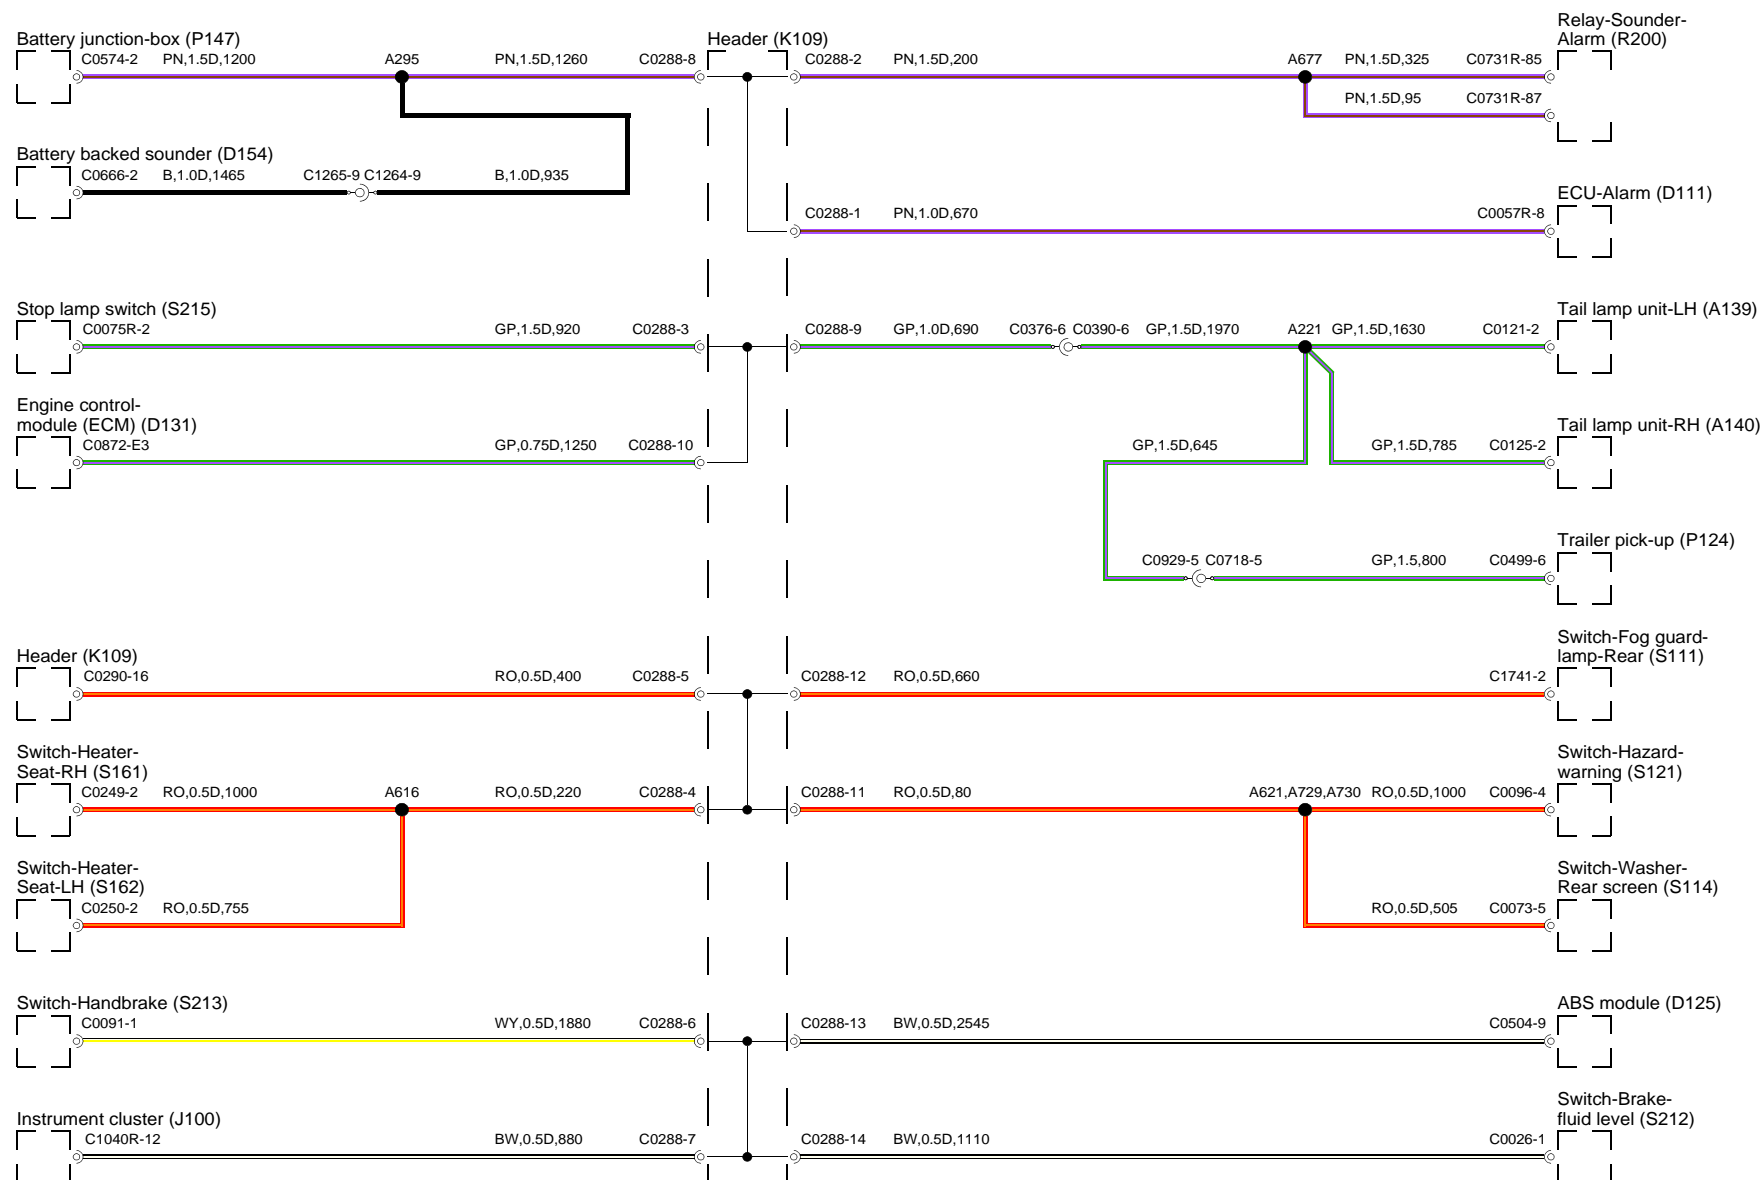 Relay-Sounder-
Battery junction-box (P147)
Header (K109)
Alarm (R200)
C0574-2 PN,1.5D,1200 A295 PN,1.5D,1260 C0288-8 C0288-2 PN,1.5D,200 A677 PN,1.5D,325 C0731R-85
PN,1.5D,95 C0731R-87
Battery backed sounder (D154)
C0666-2 B,1.0D,1465 C1265-9 C1264-9 B,1.0D,935
ECU-Alarm (D111)
C0288-1 PN,1.0D,670 C0057R-8
Stop lamp switch (S215)
Tail lamp unit-LH (A139)
C0075R-2 GP,1.5D,920 C0288-3 C0288-9 GP,1.0D,690 C0376-6 C0390-6 GP,1.5D,1970 A221 GP,1.5D,1630 C0121-2
Engine control-
module (ECM) (D131)
Tail lamp unit-RH (A140)
C0872-E3 GP,0.75D,1250 C0288-10 GP,1.5D,645 GP,1.5D,785 C0125-2
Trailer pick-up (P124)
C0929-5 C0718-5 GP,1.5,800 C0499-6
Switch-Fog guard-
Header (K109)
lamp-Rear (S111)
C0290-16 RO,0.5D,400 C0288-5 C0288-12 RO,0.5D,660 C1741-2
Switch-Heater-
Seat-RH (S161)
Switch-Hazard-
warning (S121)
C0249-2 RO,0.5D,1000 A616 RO,0.5D,220 C0288-4 C0288-11 RO,0.5D,80 A621,A729,A730 RO,0.5D,1000 C0096-4
Switch-Heater-
Seat-LH (S162)
Switch-Washer-
Rear screen (S114)
C0250-2 RO,0.5D,755 RO,0.5D,505 C0073-5
Switch-Handbrake (S213)
ABS module (D125)
C0091-1 WY,0.5D,1880 C0288-6 C0288-13 BW,0.5D,2545 C0504-9
Switch-Brake-
Instrument cluster (J100)
fluid level (S212)
C1040R-12 BW,0.5D,880 C0288-7 C0288-14 BW,0.5D,1110 C0026-1